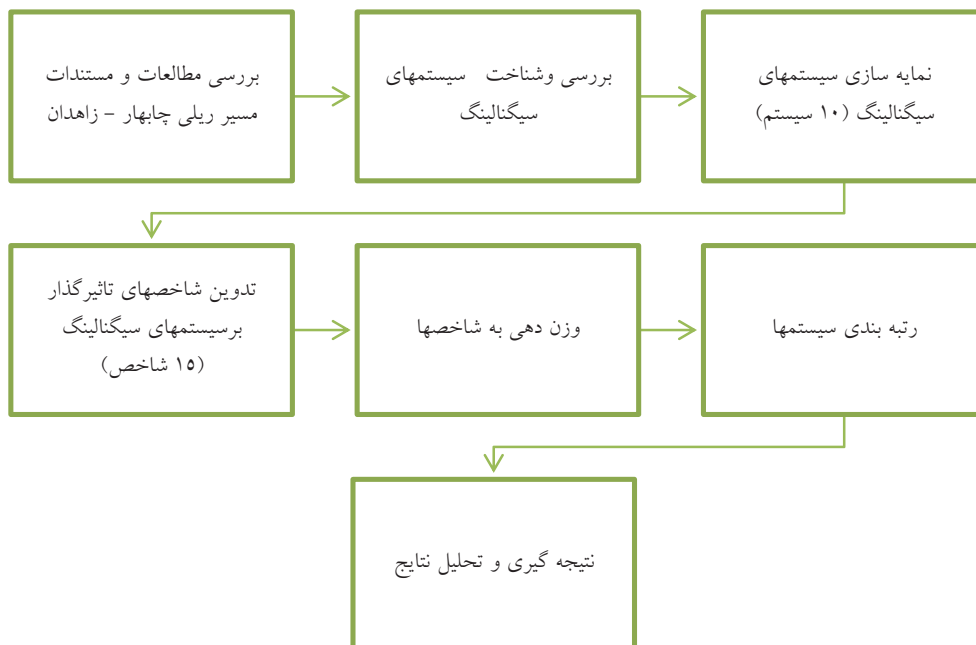 بررسی مطالعات و مستندات
مسیر ریلی چابهار – زاهدان
بررسی وشناخت سیستمهای
سیگنالینگ
نمایه سازی سیستمهای
سیگنالینگ (۱۰ سیستم)
تدوین شاخصهای تاثیرگذار
برسیستمهای سیگنالینگ
(۱۵ شاخص)
وزن دهی به شاخصها
رتبه بندی سیستمها
نتیجه گیری و تحلیل نتایج